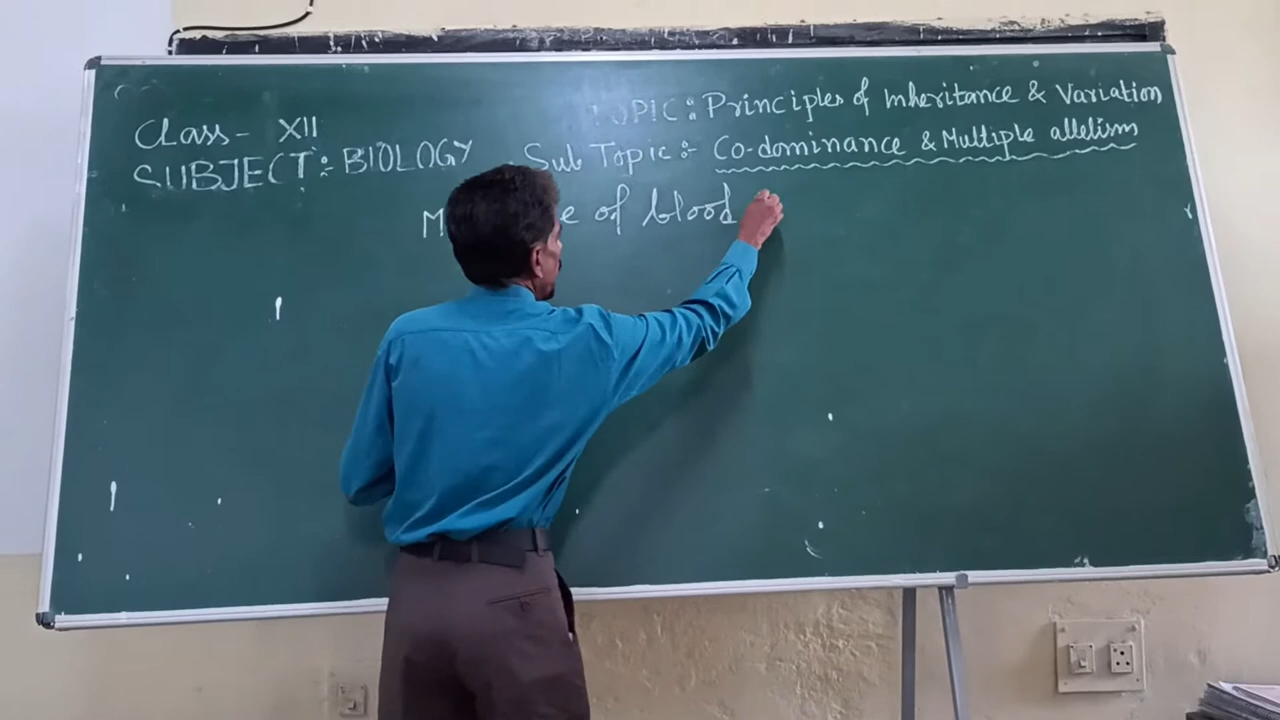 Class - XII
TOPIC : Principles of Inheritance & Variation
SUBJECT :- BIOLOGY
Sub Topic :- Co-dominance & Multiple allelism
of blood